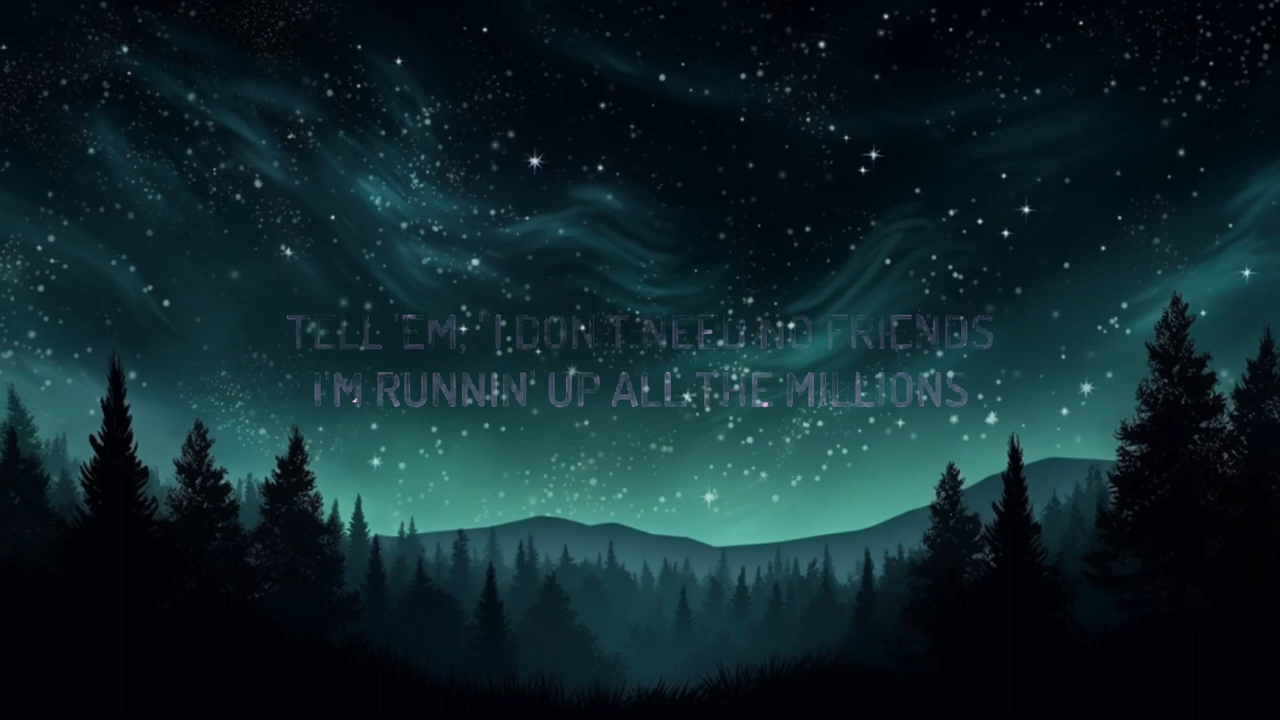 TELL 'EM, "I DON'T NEED NO FRIENDS
I'M RUNNIN' UP ALL THE MILLIONS